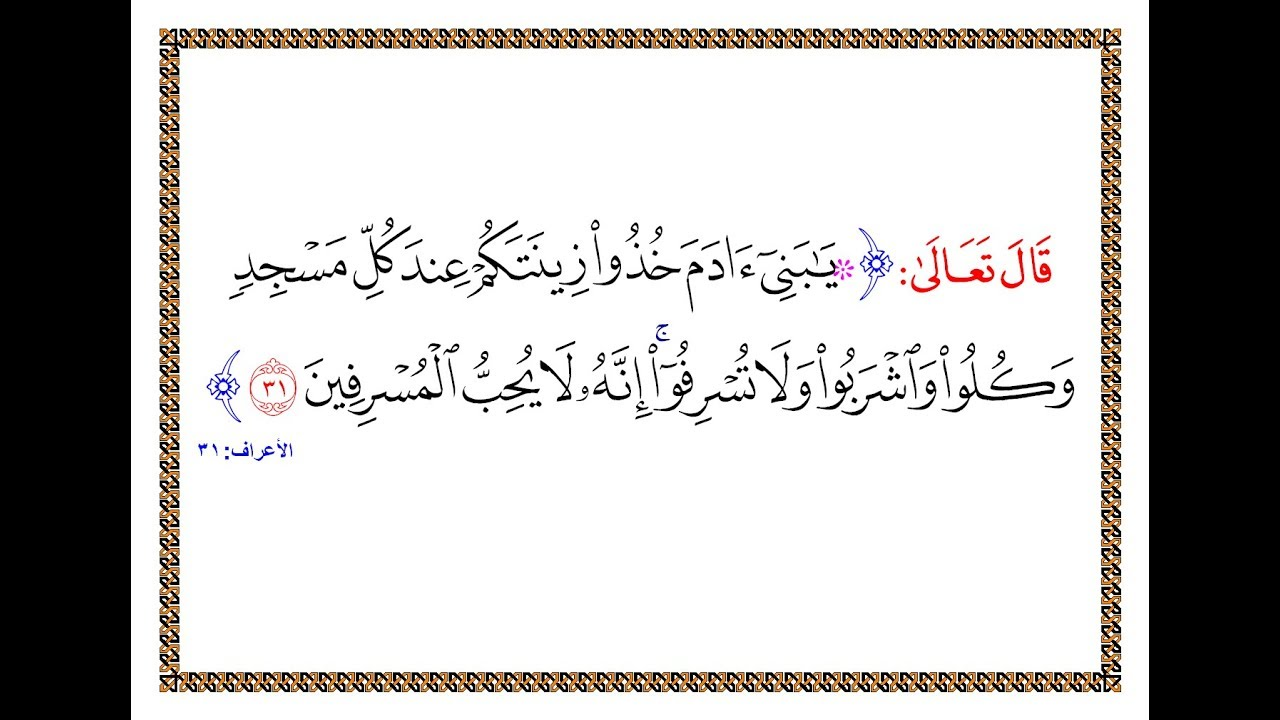 قَالَ تَعَالَىٰ: ﴿ ۞ يَـٰبَنِىٓ ءَادَمَ خُذُوا۟ زِينَتَكُمْ عِندَ كُلِّ مَسْجِدٍ
وَكُلُوا۟ وَٱشْرَبُوا۟ وَلَا تُسْرِفُوٓا۟ ۚ إِنَّهُۥ لَا يُحِبُّ ٱلْمُسْرِفِينَ ٣١ ﴾
الأعراف: ٣١